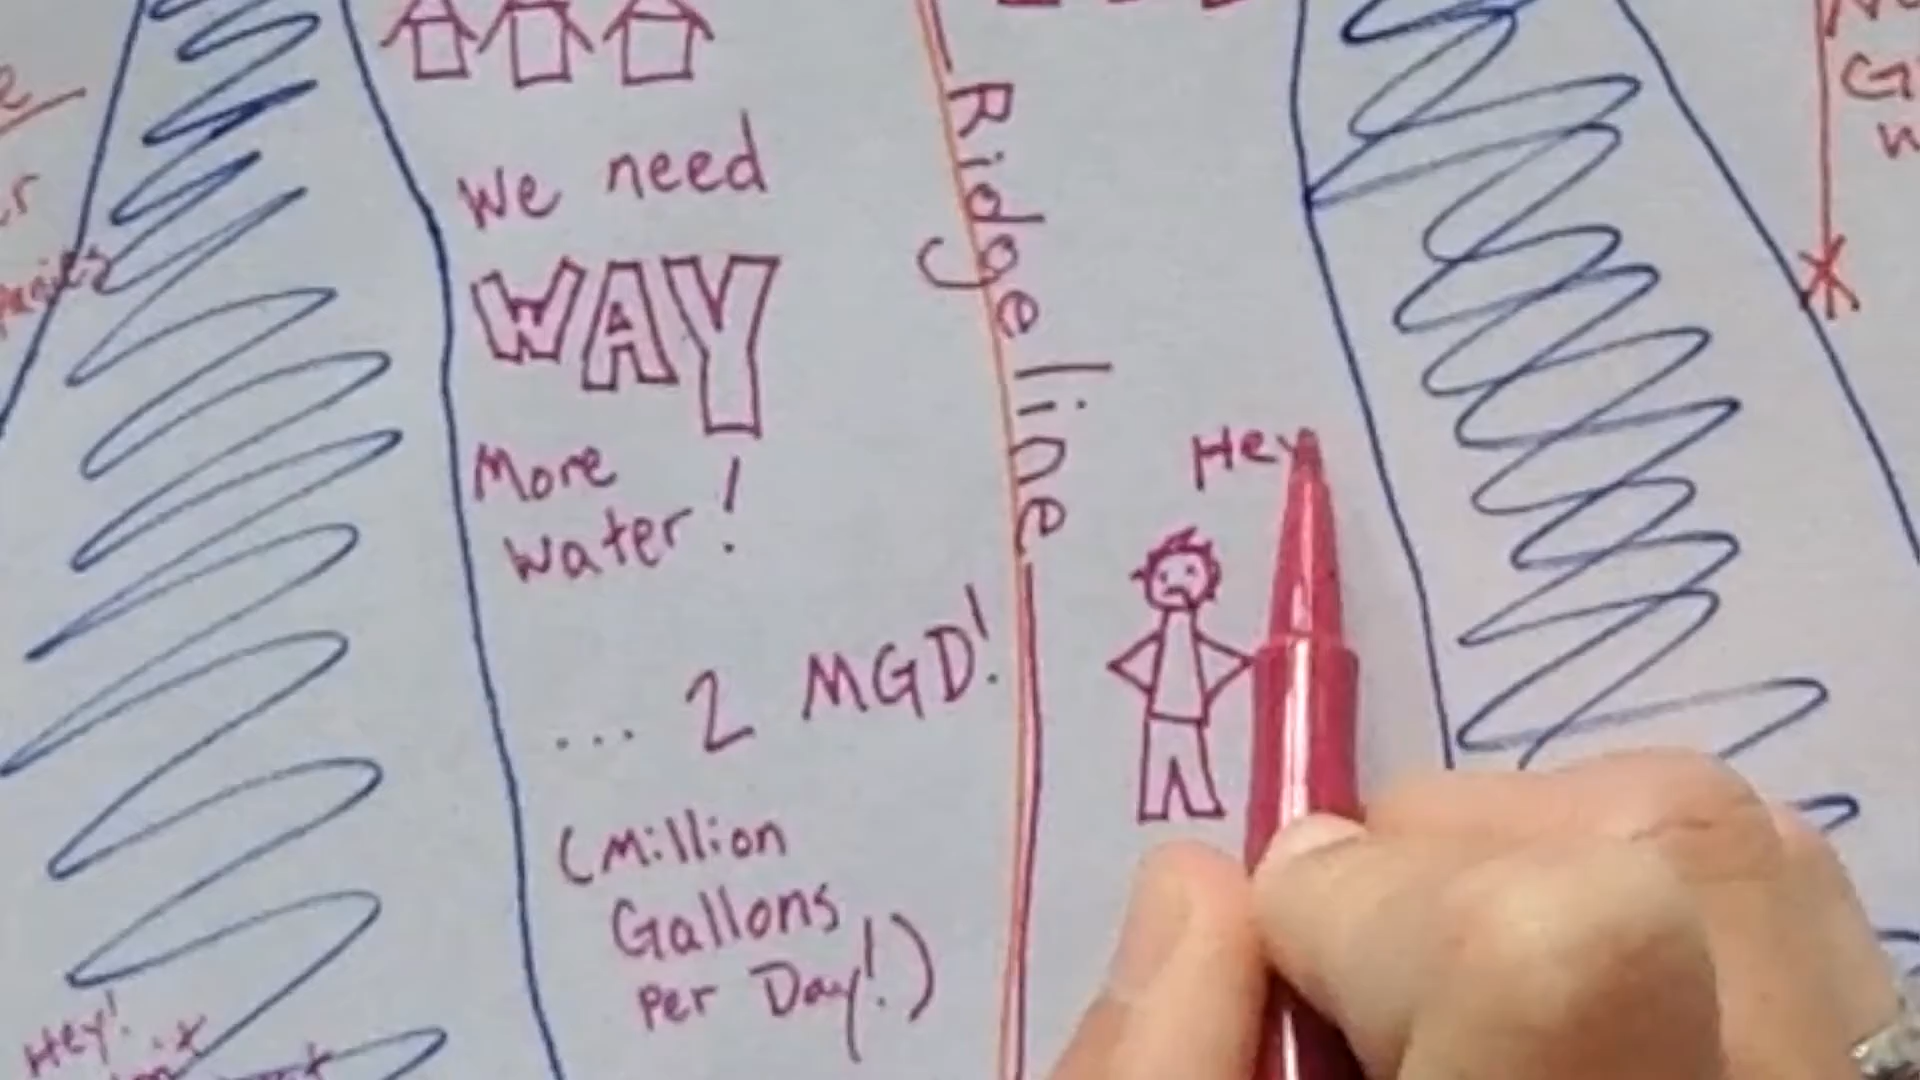 We need
WAY
More
water!
... 2 MGD!
(Million
Gallons
per Day!)
Ridgeline
Hey
Hey!